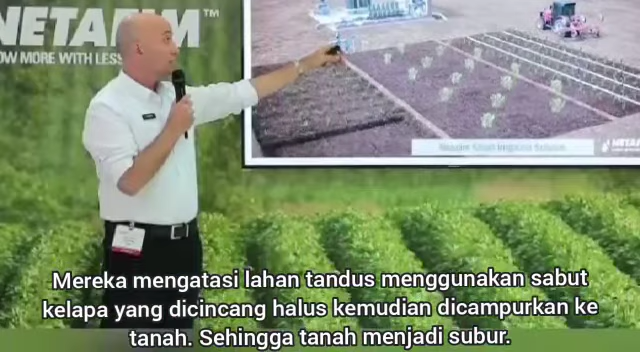 NETAFIM™
OW MORE WITH LESS
NETAFIM
Mereka mengatasi lahan tandus menggunakan sabut
kelapa yang dicincang halus kemudian dicampurkan ke
tanah. Sehingga tanah menjadi subur.